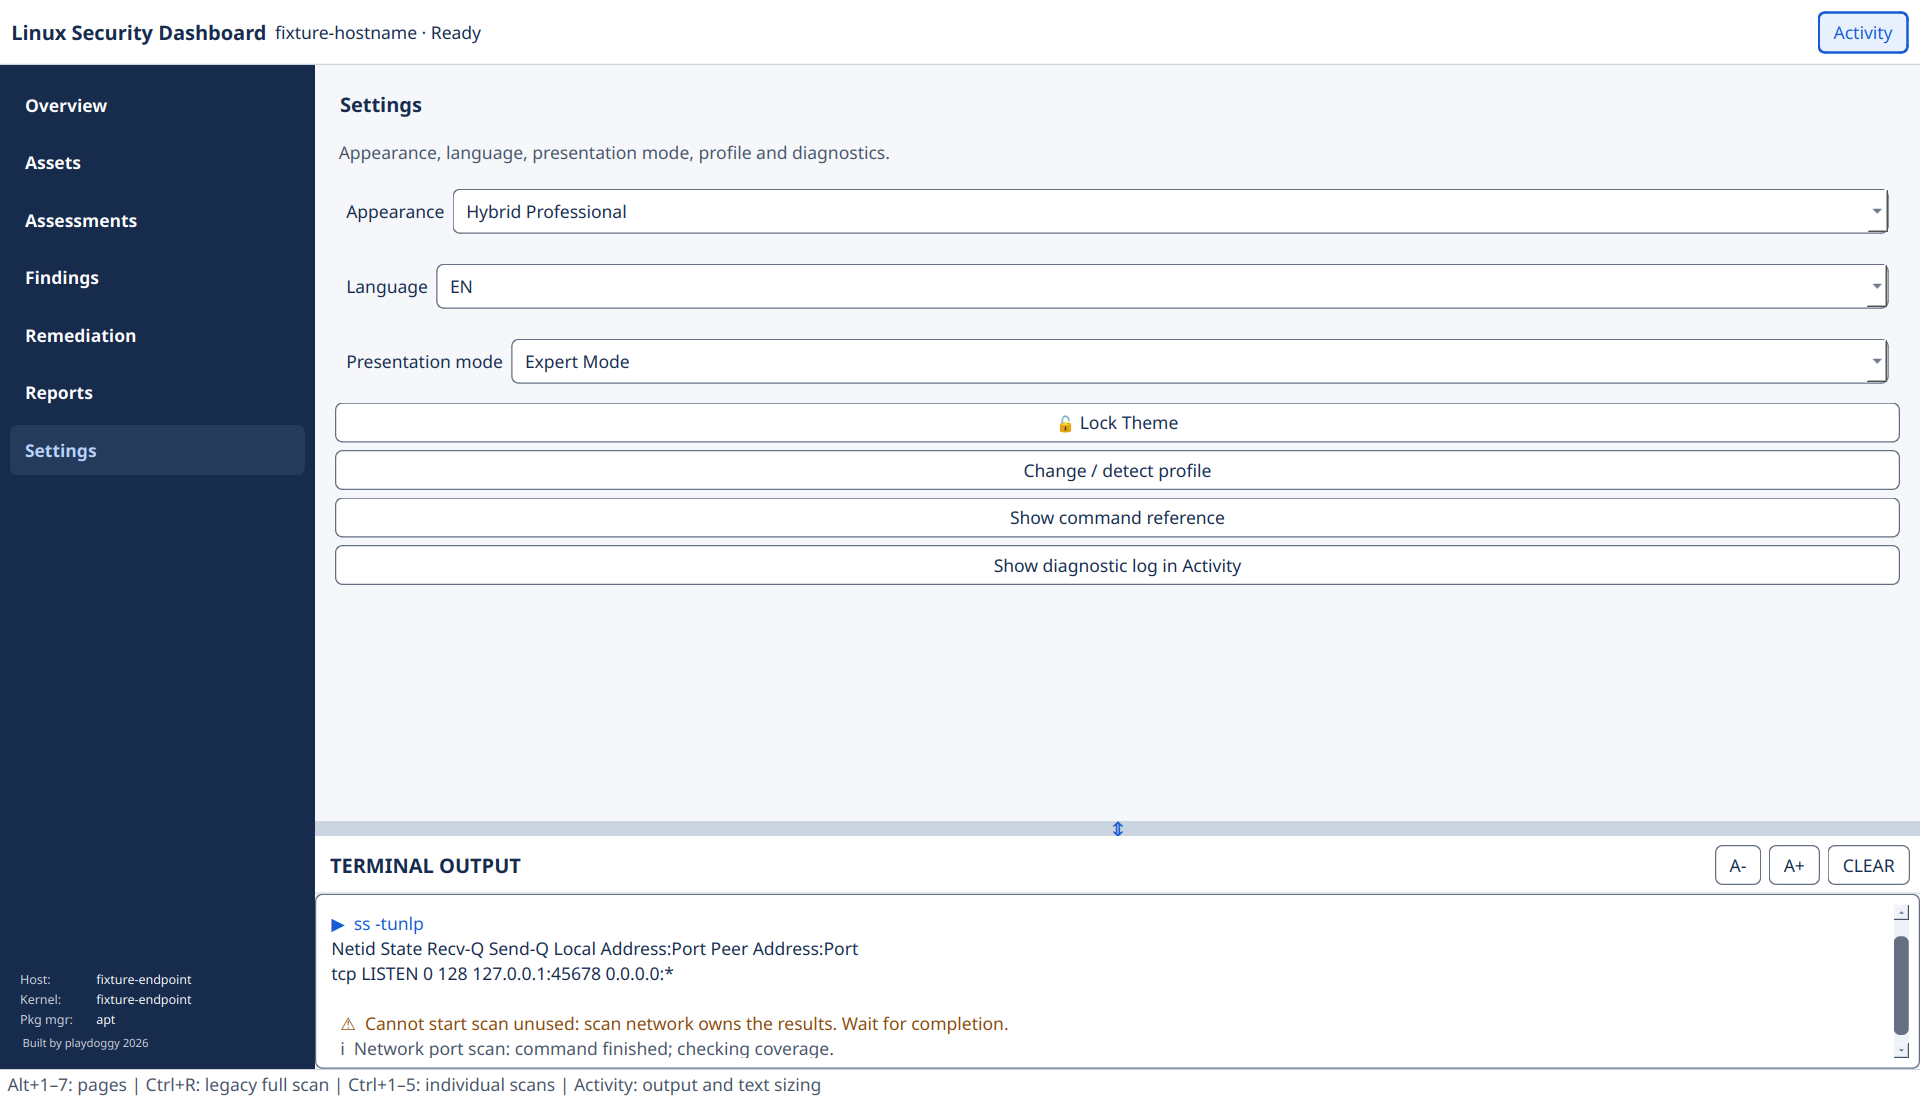 Linux Security Dashboard fixture-hostname · Ready
Activity
Overview
Assets
Assessments
Findings
Remediation
Reports
Settings
Host: fixture-endpoint
Kernel: fixture-endpoint
Pkg mgr: apt
Built by playdoggy 2026
Settings
Appearance, language, presentation mode, profile and diagnostics.
Appearance Hybrid Professional
Language EN
Presentation mode Expert Mode
🔓 Lock Theme
Change / detect profile
Show command reference
Show diagnostic log in Activity
TERMINAL OUTPUT
A- A+ CLEAR
▶ ss -tunlp
Netid State Recv-Q Send-Q Local Address:Port Peer Address:Port
tcp LISTEN 0 128 127.0.0.1:45678 0.0.0.0:*
⚠ Cannot start scan unused: scan network owns the results. Wait for completion.
i Network port scan: command finished; checking coverage.
Alt+1–7: pages | Ctrl+R: legacy full scan | Ctrl+1–5: individual scans | Activity: output and text sizing